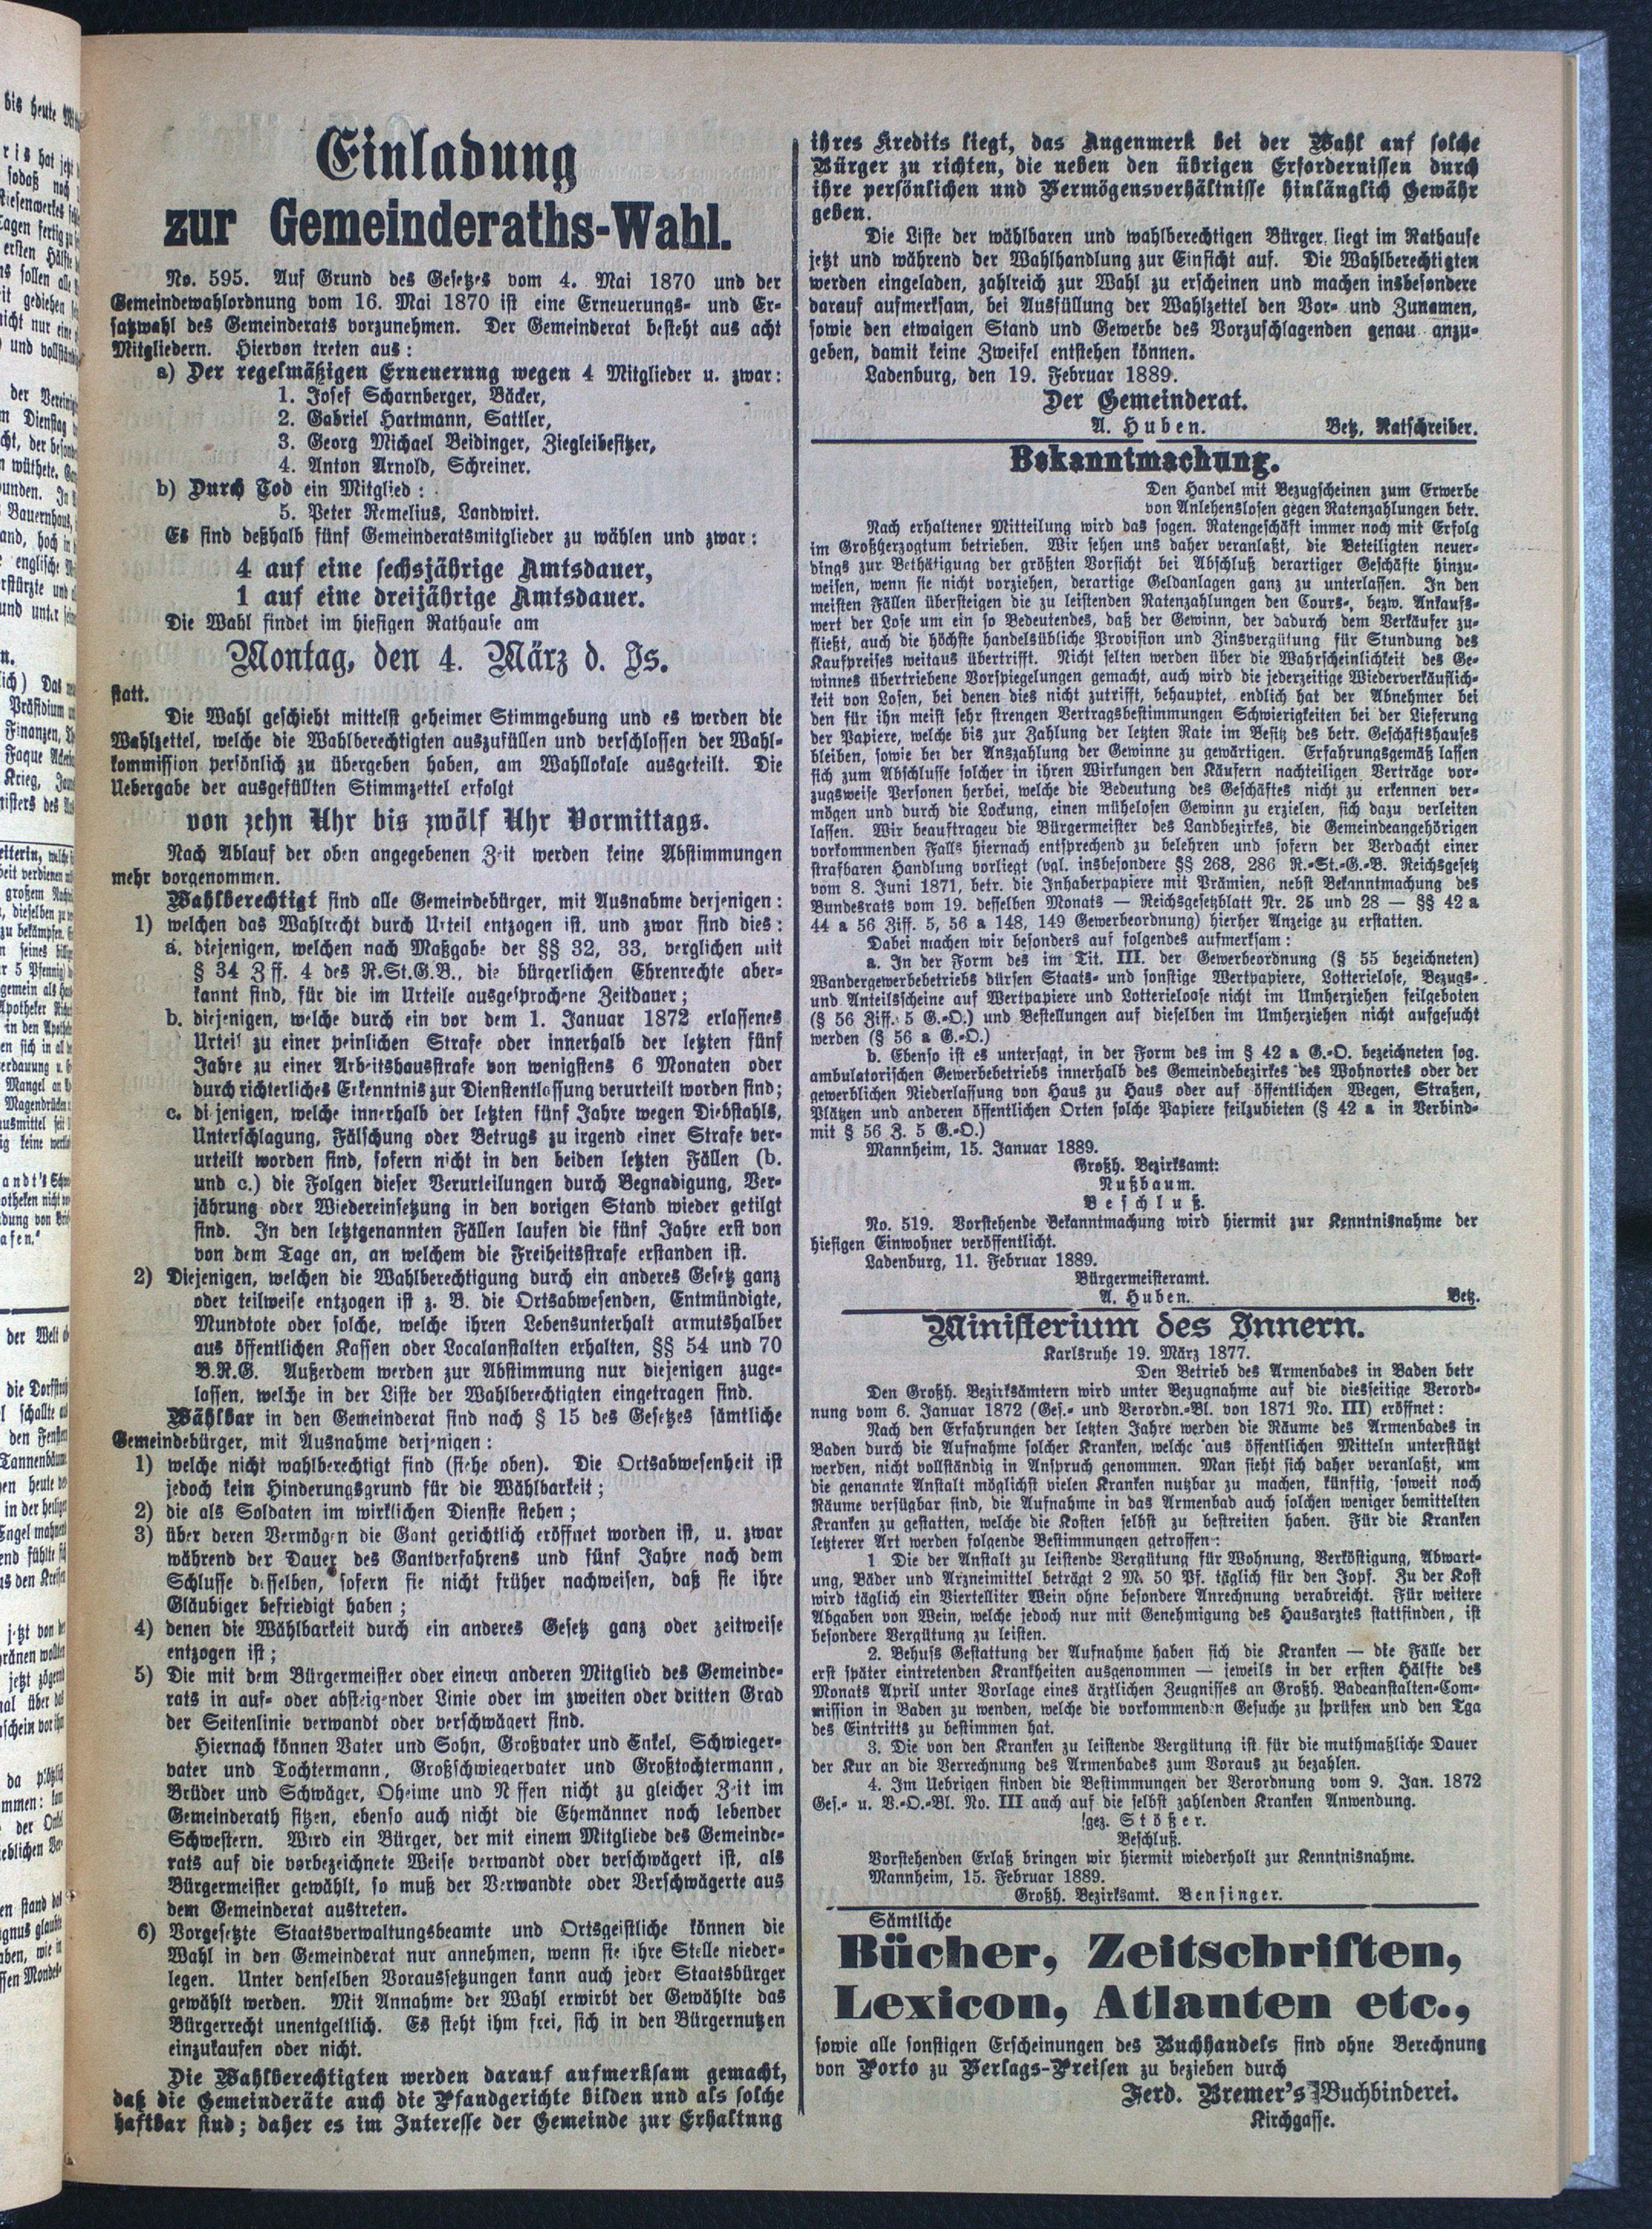 Einladung
zur Gemeinderaths-Wahl.
No. 595. Auf Grund des Gesetzes vom 4. Mai 1870 und der
Gemeindewahlordnung vom 16. Mai 1870 ist eine Erneuerungs- und Er-
satzwahl des Gemeinderats vorzunehmen. Der Gemeinderat besteht aus acht
Mitgliedern. Hiervon treten aus:
a) Der regelmäßigen Erneuerung wegen 4 Mitglieder u. zwar:
1. Josef Scharnberger, Bäcker,
2. Gabriel Hartmann, Sattler,
3. Georg Michael Beidinger, Ziegleibesitzer,
4. Anton Arnold, Schreiner.
b) Durch Tod ein Mitglied:
5. Peter Remelius, Landwirt.
Es sind deßhalb fünf Gemeinderatsmitglieder zu wählen und zwar:
4 auf eine sechsjährige Amtsdauer,
1 auf eine dreijährige Amtsdauer.
Die Wahl findet im hiesigen Rathause am
Montag, den 4. März d. Js.
statt.
Die Wahl geschieht mittelst geheimer Stimmgebung und es werden die
Wahlzettel, welche die Wahlberechtigten auszufüllen und verschlossen der Wahl-
kommission persönlich zu übergeben haben, am Wahllokale ausgeteilt. Die
Uebergabe der ausgefüllten Stimmzettel erfolgt
von zehn Uhr bis zwölf Uhr Vormittags.
Nach Ablauf der oben angegebenen Zeit werden keine Abstimmungen
mehr vorgenommen.
Wahlberechtigt sind alle Gemeindebürger, mit Ausnahme derjenigen:
1) welchen das Wahlrecht durch Urteil entzogen ist, und zwar sind dies:
a. diejenigen, welchen nach Maßgabe der §§ 32, 33, verglichen mit
§ 34 Ziff. 4 des R.St.G.B., die bürgerlichen Ehrenrechte aber-
kannt sind, für die im Urteile ausgesprochene Zeitdauer;
b. diejenigen, welche durch ein vor dem 1. Januar 1872 erlassenes
Urteil zu einer peinlichen Strafe oder innerhalb der letzten fünf
Jahre zu einer Arbeitshausstrafe von wenigstens 6 Monaten oder
durch richterliches Erkenntnis zur Dienstentlassung verurteilt worden sind;
c. diejenigen, welche innerhalb der letzten fünf Jahre wegen Diebstahls,
Unterschlagung, Fälschung oder Betrugs zu irgend einer Strafe ver-
urteilt worden sind, sofern nicht in den beiden letzten Fällen (b.
und c.) die Folgen dieser Verurteilungen durch Begnadigung, Ver-
jährung oder Wiedereinsetzung in den vorigen Stand wieder getilgt
sind. In den letztgenannten Fällen laufen die fünf Jahre erst von
von dem Tage an, an welchem die Freiheitsstrafe erstanden ist.
2) Diejenigen, welchen die Wahlberechtigung durch ein anderes Gesetz ganz
oder teilweise entzogen ist z. B. die Ortsabwesenden, Entmündigte,
Mundtote oder solche, welche ihren Lebensunterhalt armutshalber
aus öffentlichen Kassen oder Localanstalten erhalten, §§ 54 und 70
B.R.G. Außerdem werden zur Abstimmung nur diejenigen zuge-
lassen, welche in der Liste der Wahlberechtigten eingetragen sind.
Wählbar in den Gemeinderat sind nach § 15 des Gesetzes sämtliche
Gemeindebürger, mit Ausnahme derjenigen:
1) welche nicht wahlberechtigt sind (siehe oben). Die Ortsabwesenheit ist
jedoch kein Hinderungsgrund für die Wählbarkeit;
2) die als Soldaten im wirklichen Dienste stehen;
3) über deren Vermögen die Gant gerichtlich eröffnet worden ist, u. zwar
während der Dauer des Gantverfahrens und fünf Jahre nach dem
Schlusse desselben, sofern sie nicht früher nachweisen, daß sie ihre
Gläubiger befriedigt haben;
4) denen die Wählbarkeit durch ein anderes Gesetz ganz oder zeitweise
entzogen ist;
5) Die mit dem Bürgermeister oder einem anderen Mitglied des Gemeinde-
rats in auf- oder absteigender Linie oder im zweiten oder dritten Grad
der Seitenlinie verwandt oder verschwägert sind.
Hiernach können Vater und Sohn, Großvater und Enkel, Schwieger-
vater und Tochtermann, Großschwiegervater und Großtochtermann,
Brüder und Schwäger, Oheime und Neffen nicht zu gleicher Zeit im
Gemeinderath sitzen, ebenso auch nicht die Ehemänner noch lebender
Schwestern. Wird ein Bürger, der mit einem Mitgliede des Gemeinde-
rats auf die vorbezeichnete Weise verwandt oder verschwägert ist, als
Bürgermeister gewählt, so muß der Verwandte oder Verschwägerte aus
dem Gemeinderat austreten.
6) Vorgesetzte Staatsverwaltungsbeamte und Ortsgeistliche können die
Wahl in den Gemeinderat nur annehmen, wenn sie ihre Stelle nieder-
legen. Unter denselben Voraussetzungen kann auch jeder Staatsbürger
gewählt werden. Mit Annahme der Wahl erwirbt der Gewählte das
Bürgerrecht unentgeltlich. Es steht ihm frei, sich in den Bürgernutzen
einzukaufen oder nicht.
Die Wahlberechtigten werden darauf aufmerksam gemacht,
daß die Gemeinderäte auch die Pfandgerichte bilden und als solche
haftbar sind; daher es im Interesse der Gemeinde zur Erhaltung
ihres Kredits liegt, das Augenmerk bei der Wahl auf solche
Bürger zu richten, die neben den übrigen Erfordernissen durch
ihre persönlichen und Vermögensverhältnisse hinlänglich Gewähr
geben.
Die Liste der wählbaren und wahlberechtigen Bürger, liegt im Rathause
jetzt und während der Wahlhandlung zur Einsicht auf. Die Wahlberechtigten
werden eingeladen, zahlreich zur Wahl zu erscheinen und machen insbesondere
darauf aufmerksam, bei Ausfüllung der Wahlzettel den Vor- und Zunamen,
sowie den etwaigen Stand und Gewerbe des Vorzuschlagenden genau anzu-
geben, damit keine Zweifel entstehen können.
Ladenburg, den 19. Februar 1889.
Der Gemeinderat.
A. Huben. Betz, Ratschreiber.
Bekanntmachung.
Den Handel mit Bezugscheinen zum Erwerbe
von Anlehenslosen gegen Ratenzahlungen betr.
Nach erhaltener Mitteilung wird das sogen. Ratengeschäft immer noch mit Erfolg
im Großherzogtum betrieben. Wir sehen uns daher veranlaßt, die Beteiligten neuer-
dings zur Bethätigung der größten Vorsicht bei Abschluß derartiger Geschäfte hinzu-
weisen, wenn sie nicht vorziehen, derartige Geldanlagen ganz zu unterlassen. In den
meisten Fällen übersteigen die zu leistenden Ratenzahlungen den Cours-, bezw. Ankaufs-
wert der Lose um ein so Bedeutendes, daß der Gewinn, der dadurch dem Verkäufer zu-
fließt, auch die höchste handelsübliche Provision und Zinsvergütung für Stundung des
Kaufpreises weitaus übertrifft. Nicht selten werden über die Wahrscheinlichkeit des Ge-
winnes übertriebene Vorspiegelungen gemacht, auch wird die jederzeitige Wiederverkäuflich-
keit von Losen, bei denen dies nicht zutrifft, behauptet, endlich hat der Abnehmer bei
den für ihn meist sehr strengen Vertragsbestimmungen Schwierigkeiten bei der Lieferung
der Papiere, welche bis zur Zahlung der letzten Rate im Besitz des betr. Geschäftshauses
bleiben, sowie bei der Auszahlung der Gewinne zu gewärtigen. Erfahrungsgemäß lassen
sich zum Abschlusse solcher in ihren Wirkungen den Käufern nachteiligen Verträge vor-
zugsweise Personen herbei, welche die Bedeutung des Geschäftes nicht zu erkennen ver-
mögen und durch die Lockung, einen mühelosen Gewinn zu erzielen, sich dazu verleiten
lassen. Wir beauftragen die Bürgermeister des Landbezirkes, die Gemeindeangehörigen
vorkommenden Falls hiernach entsprechend zu belehren und sofern der Verdacht einer
strafbaren Handlung vorliegt (vgl. insbesondere §§ 268, 286 R.-St.-G.-B. Reichsgesetz
vom 8. Juni 1871, betr. die Inhaberpapiere mit Prämien, nebst Bekanntmachung des
Bundesrats vom 19. desselben Monats — Reichsgesetzblatt Nr. 25 und 28 — §§ 42 a
44 a 56 Ziff. 5, 56 a 148, 149 Gewerbeordnung) hierher Anzeige zu erstatten.
Dabei machen wir besonders auf folgendes aufmerksam:
a. In der Form des im Tit. III. der Gewerbeordnung (§ 55 bezeichneten)
Wandergewerbebetriebs dürfen Staats- und sonstige Wertpapiere, Lotterielose, Bezugs-
und Anteilsscheine auf Wertpapiere und Lotterieloose nicht im Umherziehen feilgeboten
(§ 56 Ziff. 5 G.-O.) und Bestellungen auf dieselben im Umherziehen nicht aufgesucht
werden (§ 56 a G.-O.)
b. Ebenso ist es untersagt, in der Form des im § 42 a G.-O. bezeichneten sog.
ambulatorischen Gewerbebetriebs innerhalb des Gemeindebezirkes des Wohnortes oder der
gewerblichen Niederlassung von Haus zu Haus oder auf öffentlichen Wegen, Straßen,
Plätzen und anderen öffentlichen Orten solche Papiere feilzubieten (§ 42 a in Verbind-
mit § 56 Z. 5 G.-O.)
Mannheim, 15. Januar 1889.
Großh. Bezirksamt:
Nußbaum.
Beschluß.
No. 519. Vorstehende Bekanntmachung wird hiermit zur Kenntnisnahme der
hiesigen Einwohner veröffentlicht.
Ladenburg, 11. Februar 1889.
Bürgermeisteramt.
A. Huben. Betz.
Ministerium des Innern.
Karlsruhe 19. März 1877.
Den Betrieb des Armenbades in Baden betr
Den Großh. Bezirksämtern wird unter Bezugnahme auf die diesseitige Verord-
nung vom 6. Januar 1872 (Ges.- und Verordn.-Bl. von 1871 No. III) eröffnet:
Nach den Erfahrungen der letzten Jahre werden die Räume des Armenbades in
Baden durch die Aufnahme solcher Kranken, welche aus öffentlichen Mitteln unterstützt
werden, nicht vollständig in Anspruch genommen. Man sieht sich daher veranlaßt, um
die genannte Anstalt möglichst vielen Kranken nutzbar zu machen, künftig, soweit noch
Räume verfügbar sind, die Aufnahme in das Armenbad auch solchen weniger bemittelten
Kranken zu gestatten, welche die Kosten selbst zu bestreiten haben. Für die Kranken
letzterer Art werden folgende Bestimmungen getroffen:
1. Die der Anstalt zu leistende Vergütung für Wohnung, Verköstigung, Abwart-
ung, Bäder und Arzneimittel beträgt 2 M. 50 Pf. täglich für den Jopf. Zu der Kost
wird täglich ein Viertelliter Wein ohne besondere Anrechnung verabreicht. Für weitere
Abgaben von Wein, welche jedoch nur mit Genehmigung des Hausarztes stattfinden, ist
besondere Vergütung zu leisten.
2. Behufs Gestattung der Aufnahme haben sich die Kranken — die Fälle der
erst später eintretenden Krankheiten ausgenommen — jeweils in der ersten Hälfte des
Monats April unter Vorlage eines ärztlichen Zeugnisses an Großh. Badeanstalten-Com-
mission in Baden zu wenden, welche die vorkommenden Gesuche zu prüfen und den Tga
des Eintritts zu bestimmen hat.
3. Die von den Kranken zu leistende Vergütung ist für die muthmaßliche Dauer
der Kur an die Verrechnung des Armenbades zum Voraus zu bezahlen.
4. Im Uebrigen finden die Bestimmungen der Verordnung vom 9. Jan. 1872
Ges.- u. V.-O.-Bl. No. III auch auf die selbst zahlenden Kranken Anwendung.
gez. Stößer.
Beschluß.
Vorstehenden Erlaß bringen wir hiermit wiederholt zur Kenntnisnahme.
Mannheim, 15. Februar 1889.
Großh. Bezirksamt. Bensinger.
Sämtliche
Bücher, Zeitschriften,
Lexicon, Atlanten etc.,
sowie alle sonstigen Erscheinungen des Buchhandels sind ohne Berechnung
von Porto zu Verlags-Preisen zu beziehen durch
Ferd. Bremer's Buchbinderei.
Kirchgasse.